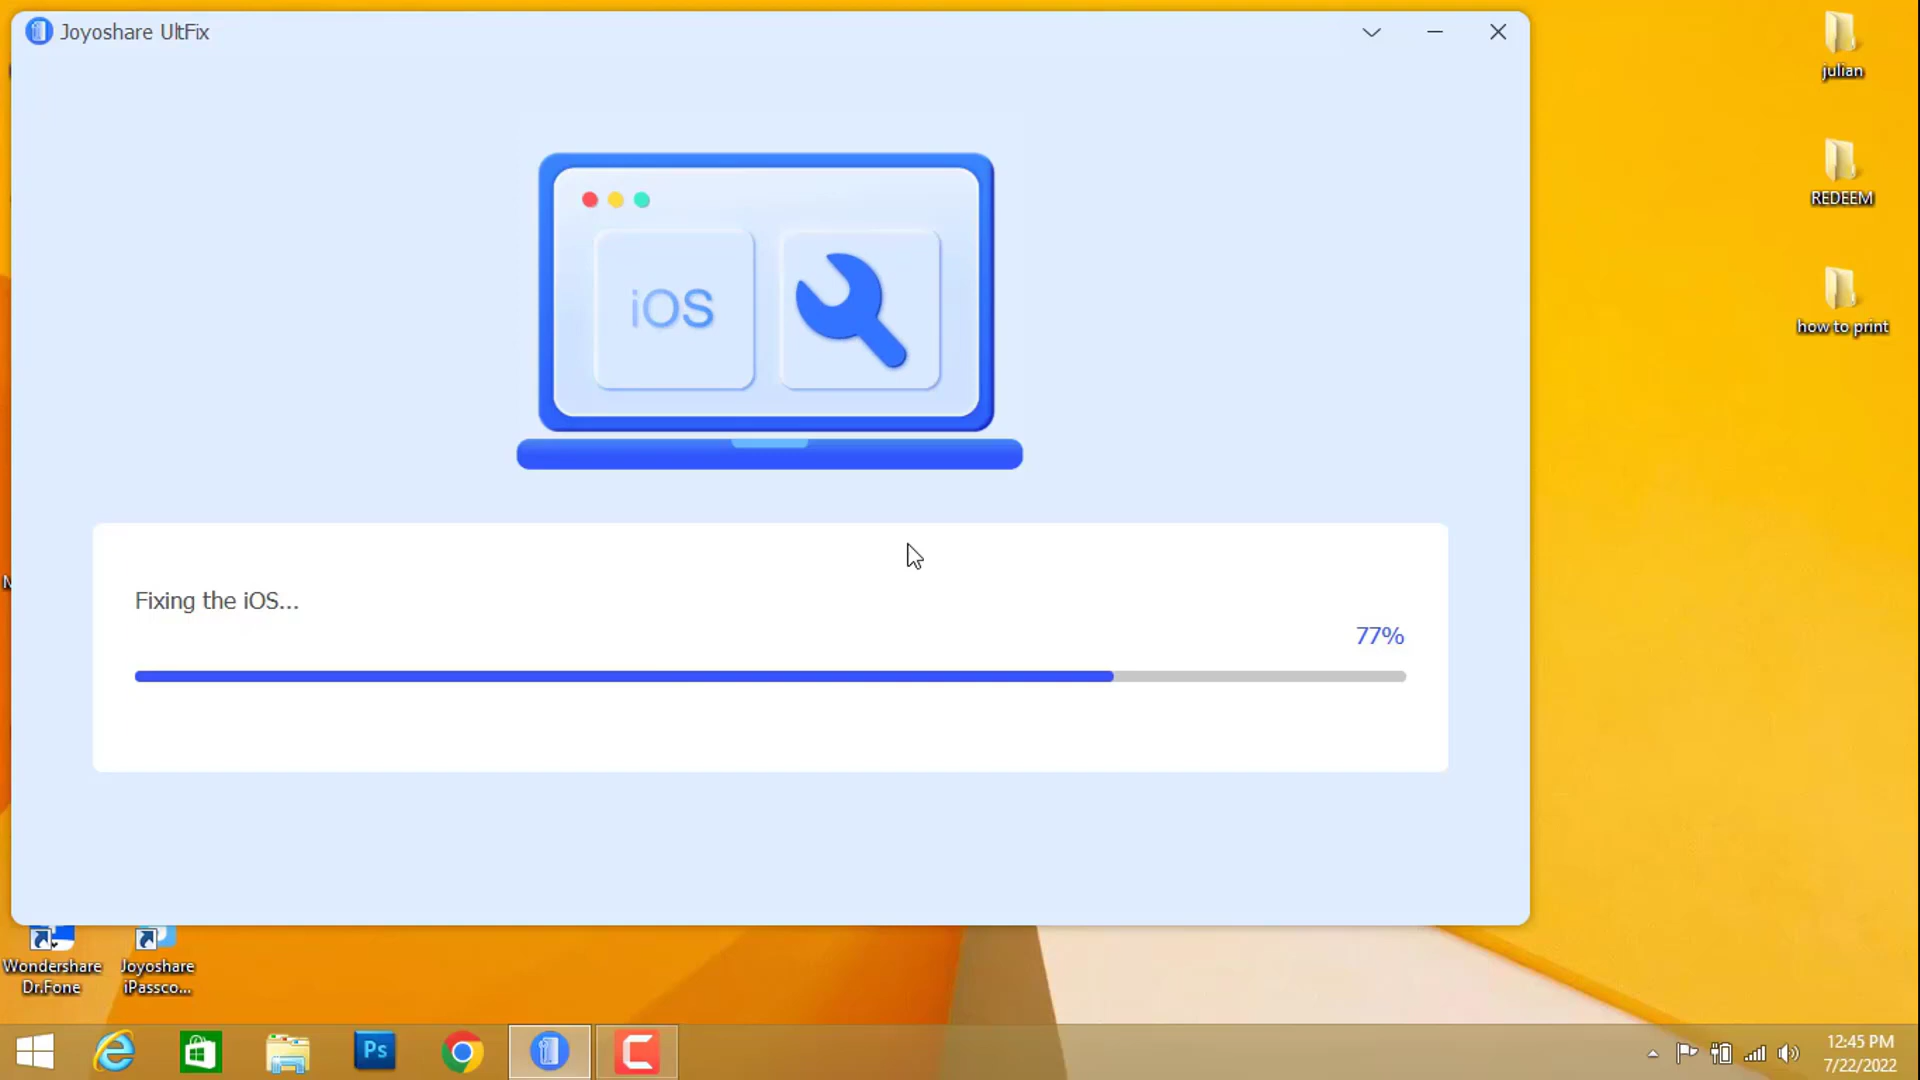 Joyoshare UltFix
julian
REDEEM
how to print
iOS
Fixing the iOS...
77%
Wondershare
Dr.Fone
Joyoshare
iPassco...
Ps
12:45 PM
7/22/2022